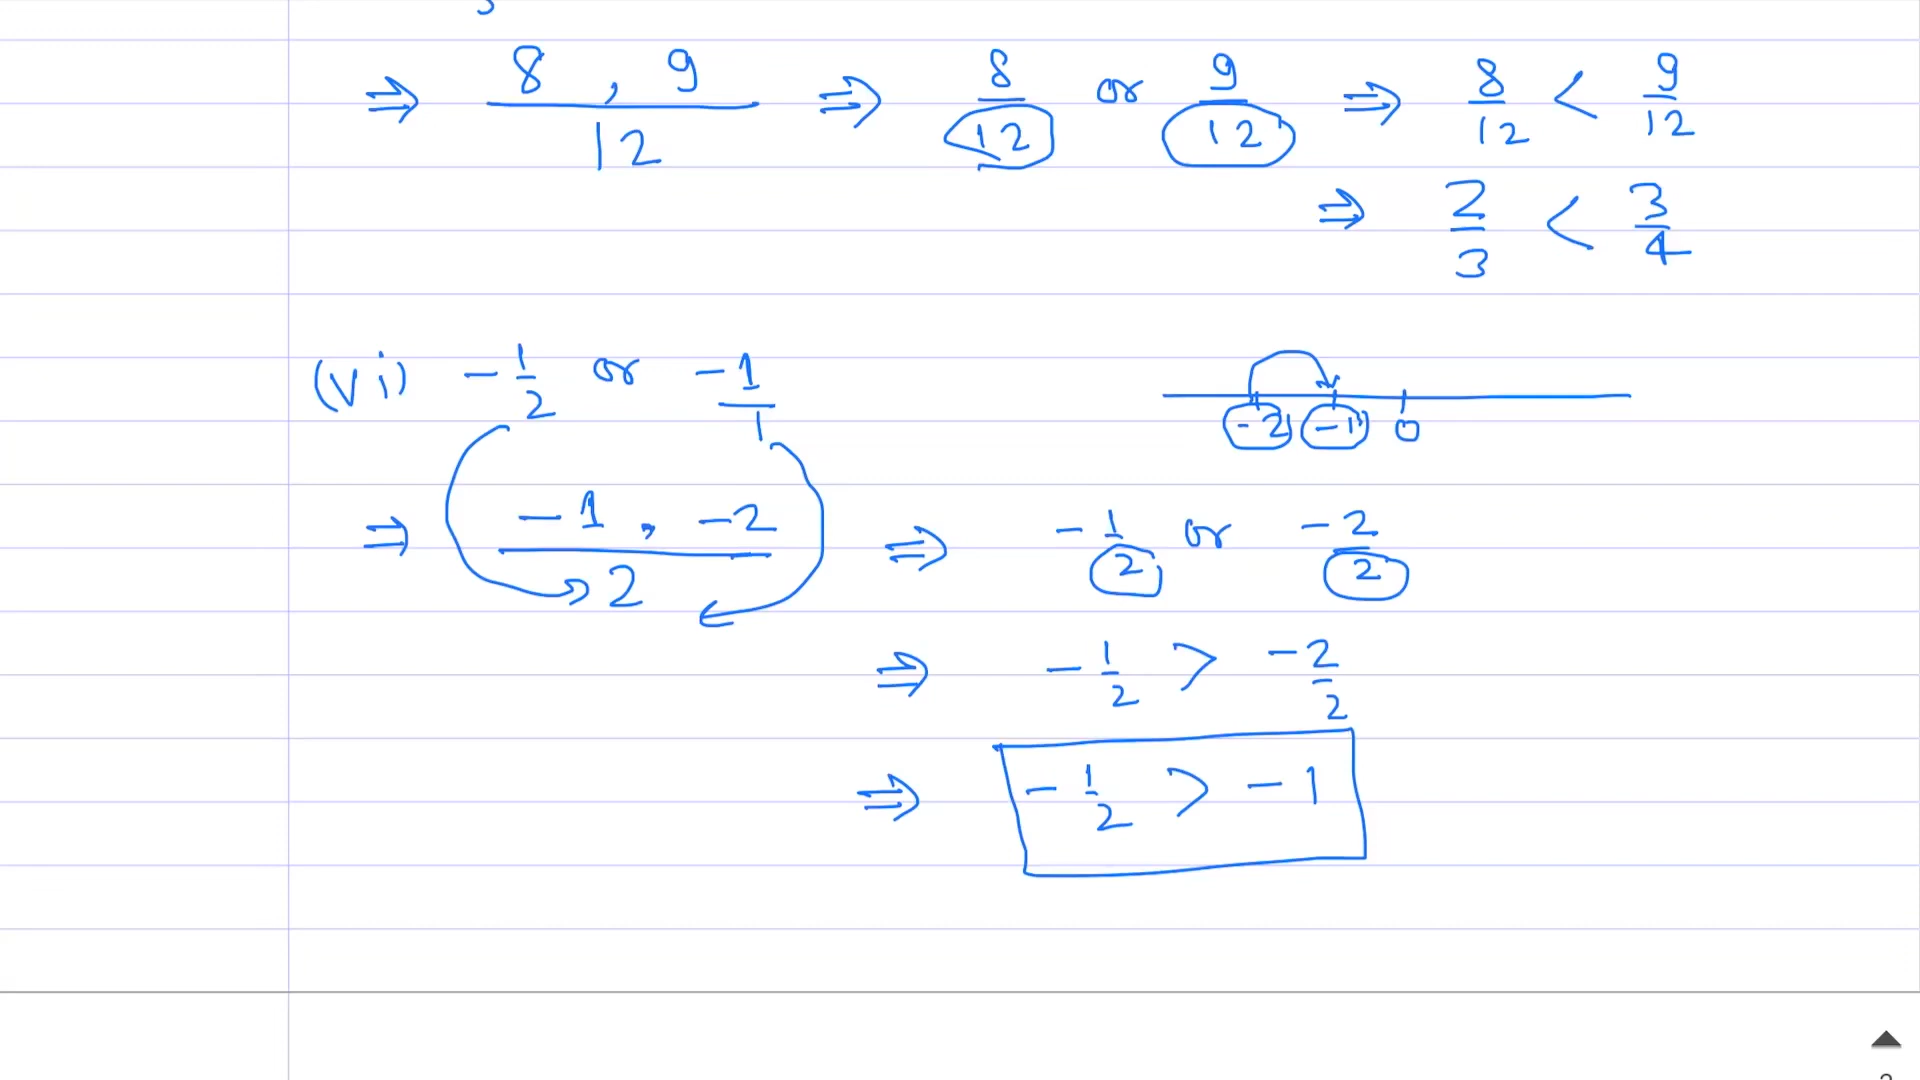 ⇒ 8 , 9 / 12 ⇒ 8/12 or 9/12 ⇒ 8/12 < 9/12
⇒ 2/3 < 3/4
(vi) -1/2 or -1/1
-2 -1 0
⇒ -1 , -2 / 2 ⇒ -1/2 or -2/2
⇒ -1/2 > -2/2
⇒ -1/2 > -1